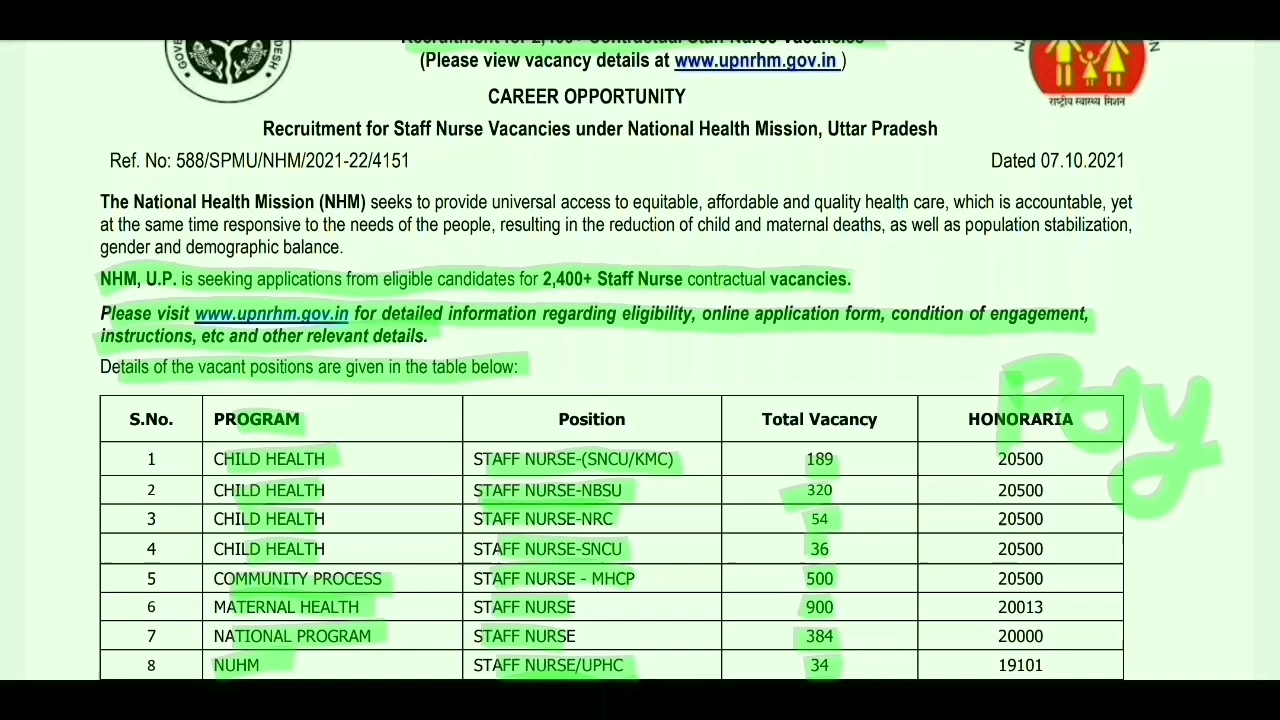 Recruitment for 2,400+ Contractual Staff Nurse Vacancies
(Please view vacancy details at www.upnrhm.gov.in )
राष्ट्रीय स्वास्थ्य मिशन
CAREER OPPORTUNITY
Recruitment for Staff Nurse Vacancies under National Health Mission, Uttar Pradesh
Ref. No: 588/SPMU/NHM/2021-22/4151 Dated 07.10.2021
The National Health Mission (NHM) seeks to provide universal access to equitable, affordable and quality health care, which is accountable, yet
at the same time responsive to the needs of the people, resulting in the reduction of child and maternal deaths, as well as population stabilization,
gender and demographic balance.
NHM, U.P. is seeking applications from eligible candidates for 2,400+ Staff Nurse contractual vacancies.
Please visit www.upnrhm.gov.in for detailed information regarding eligibility, online application form, condition of engagement,
instructions, etc and other relevant details.
Details of the vacant positions are given in the table below:
Pay
S.No. PROGRAM Position Total Vacancy HONORARIA
1 CHILD HEALTH STAFF NURSE-(SNCU/KMC) 189 20500
2 CHILD HEALTH STAFF NURSE-NBSU 320 20500
3 CHILD HEALTH STAFF NURSE-NRC 54 20500
4 CHILD HEALTH STAFF NURSE-SNCU 36 20500
5 COMMUNITY PROCESS STAFF NURSE - MHCP 500 20500
6 MATERNAL HEALTH STAFF NURSE 900 20013
7 NATIONAL PROGRAM STAFF NURSE 384 20000
8 NUHM STAFF NURSE/UPHC 34 19101